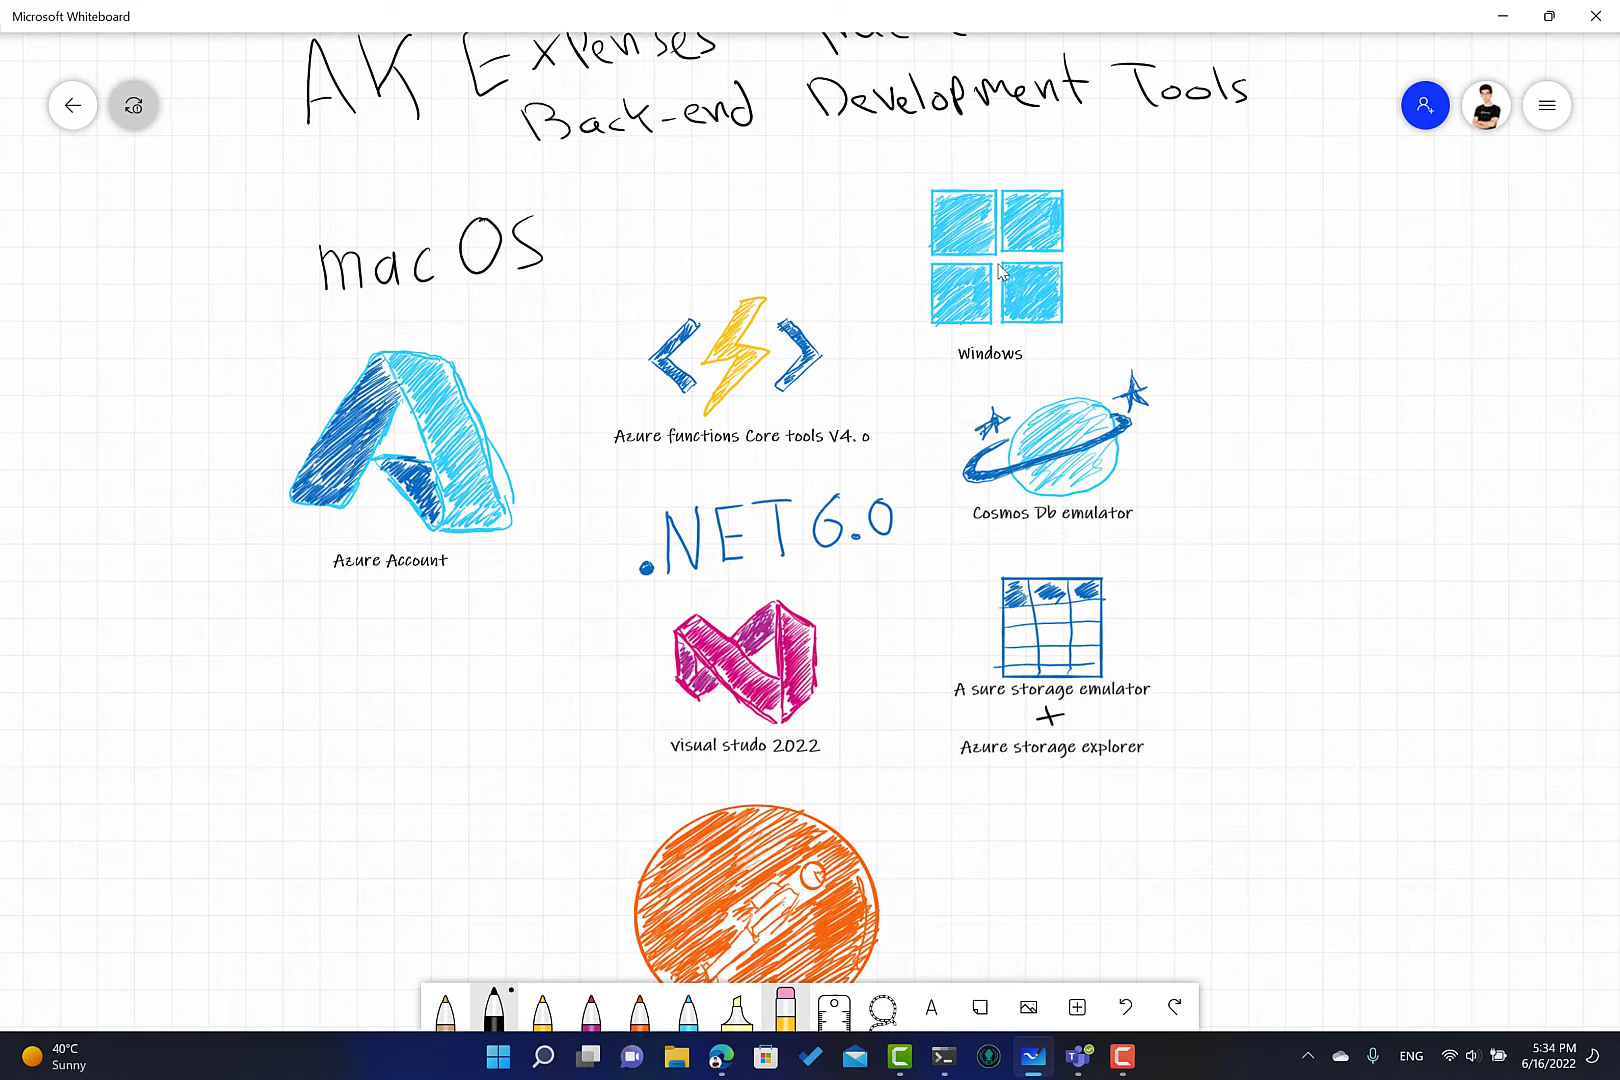 Microsoft Whiteboard
AK Expenses
Back-end Development Tools
macOS
Windows
Azure functions Core tools V4. o
Cosmos Db emulator
.NET 6.0
Azure Account
A sure storage emulator
+
Azure storage explorer
Visual studo 2022
A
40°C
Sunny
ENG
5:34 PM
6/16/2022